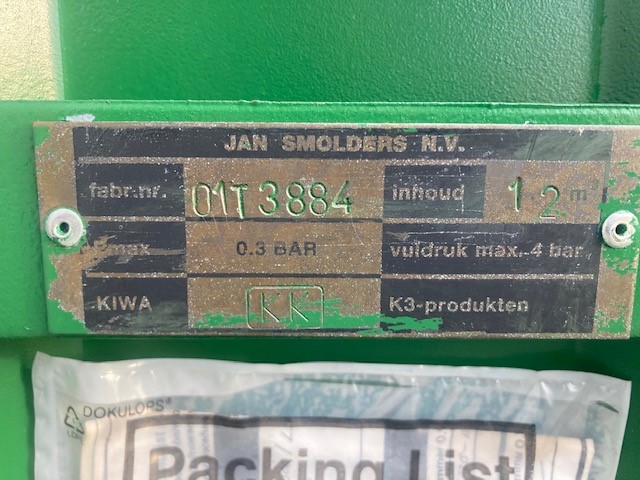 JAN SMOLDERS N.V.
fabr.nr. 01T3884 inhoud 1.2 m³
max 0.3 BAR vuldruk max. 4 bar
KIWA KK K3-produkten
DOKULOPS®
Packing List